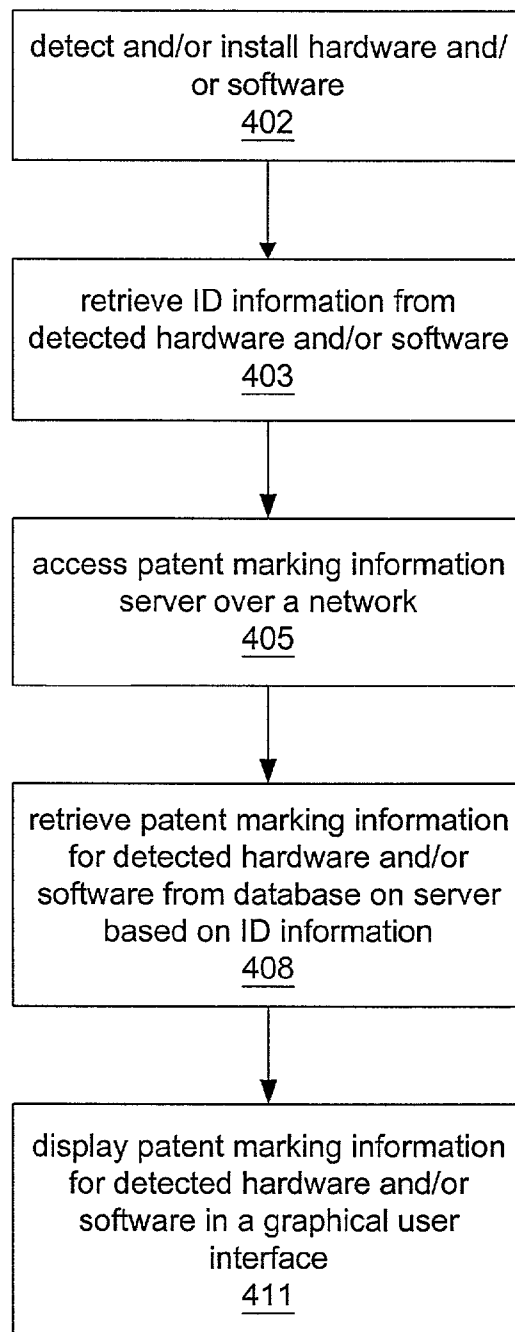 detect and/or install hardware and/
or software
402
retrieve ID information from
detected hardware and/or software
403
access patent marking information
server over a network
405
retrieve patent marking information
for detected hardware and/or
software from database on server
based on ID information
408
display patent marking information
for detected hardware and/or
software in a graphical user
interface
411